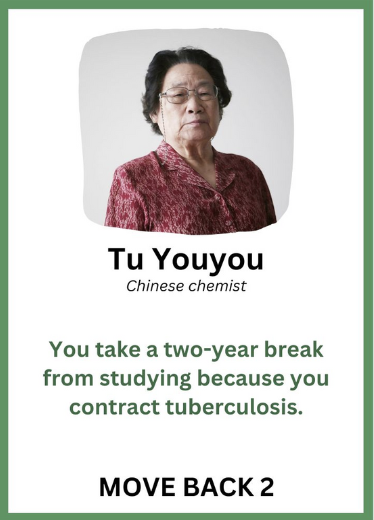 Tu Youyou
Chinese chemist
You take a two-year break
from studying because you
contract tuberculosis.
MOVE BACK 2